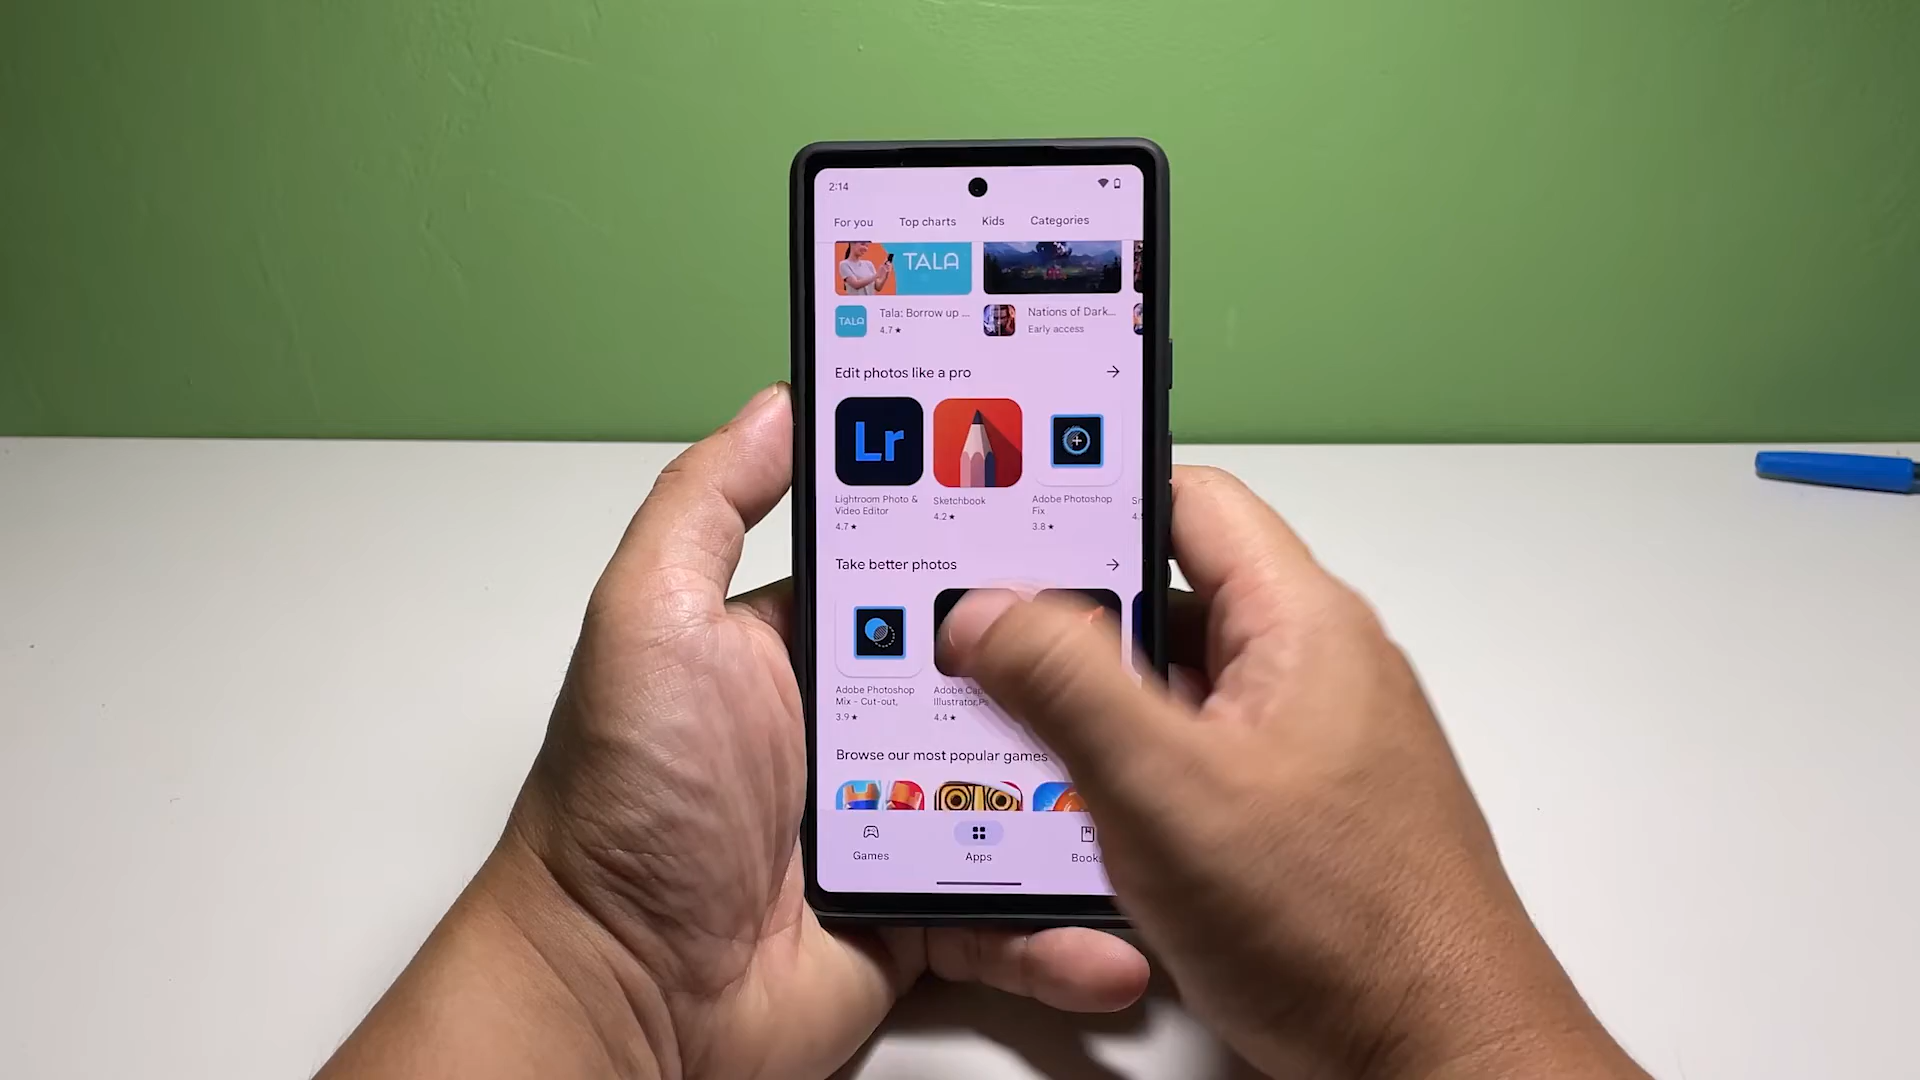 2:14
For you Top charts Kids Categories
TALA
TALA
Tala: Borrow up ...
4.7★
Nations of Dark...
Early access
Edit photos like a pro
Lr
Lightroom Photo &
Video Editor
4.7★
Sketchbook
4.2★
Adobe Photoshop
Fix
3.8★
Take better photos
Adobe Photoshop
Mix - Cut-out,
3.9★
Adobe
Illustrator,Ps
4.4★
Browse our most popular games
Games
Apps